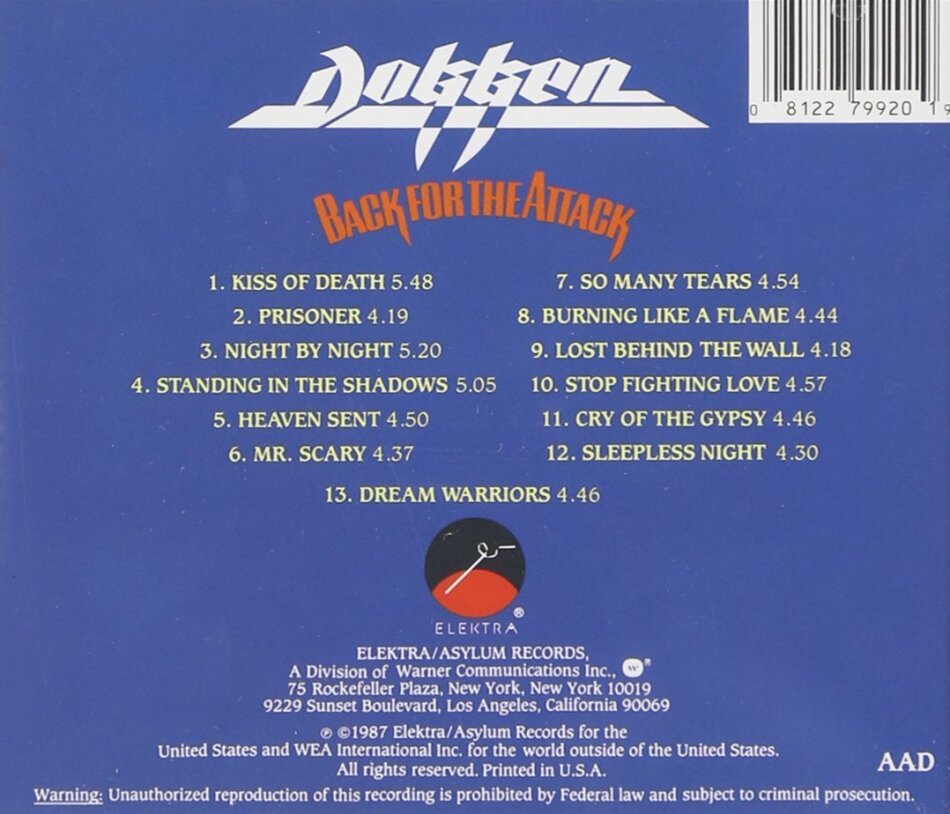 Dokken
BACK FOR THE ATTACK
0 8122 79920 1
1. KISS OF DEATH 5.48
2. PRISONER 4.19
3. NIGHT BY NIGHT 5.20
4. STANDING IN THE SHADOWS 5.05
5. HEAVEN SENT 4.50
6. MR. SCARY 4.37
7. SO MANY TEARS 4.54
8. BURNING LIKE A FLAME 4.44
9. LOST BEHIND THE WALL 4.18
10. STOP FIGHTING LOVE 4.57
11. CRY OF THE GYPSY 4.46
12. SLEEPLESS NIGHT 4.30
13. DREAM WARRIORS 4.46
®
ELEKTRA
ELEKTRA/ASYLUM RECORDS,
A Division of Warner Communications Inc., W®
75 Rockefeller Plaza, New York, New York 10019
9229 Sunset Boulevard, Los Angeles, California 90069
℗ ©1987 Elektra/Asylum Records for the
United States and WEA International Inc. for the world outside of the United States.
All rights reserved. Printed in U.S.A.
AAD
Warning: Unauthorized reproduction of this recording is prohibited by Federal law and subject to criminal prosecution.